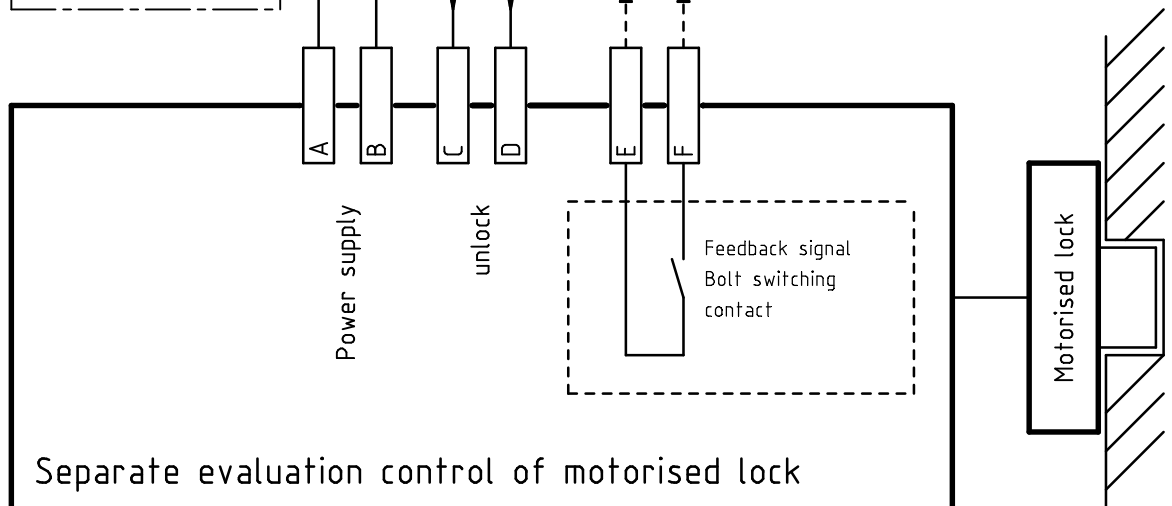 A
B
C
D
E
F
Power supply
unlock
Feedback signal
Bolt switching
contact
Motorised lock
Separate evaluation control of motorised lock